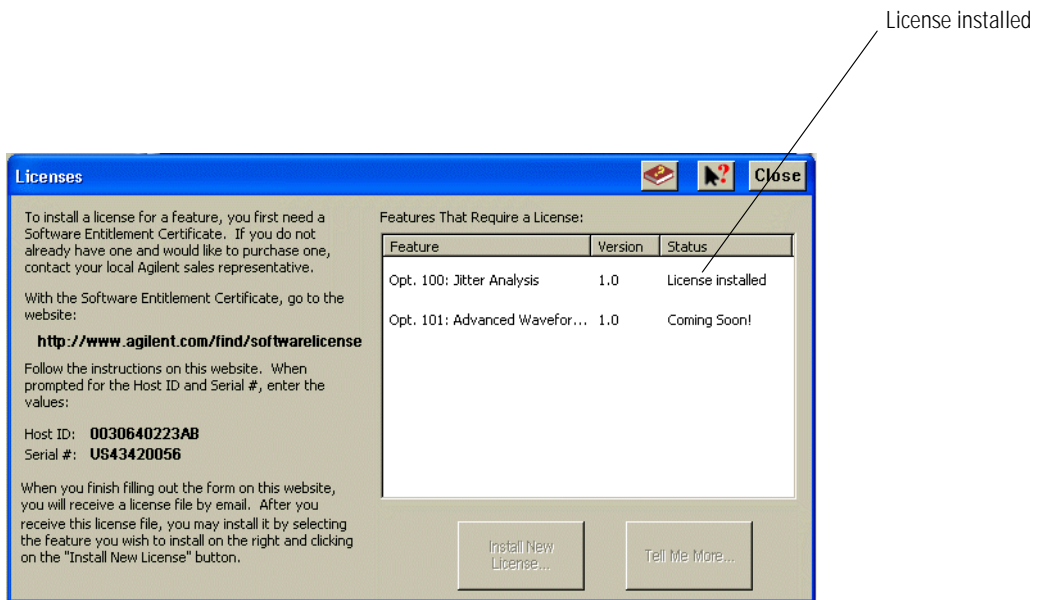 License installed
Licenses
Close
To install a license for a feature, you first need a
Software Entitlement Certificate. If you do not
already have one and would like to purchase one,
contact your local Agilent sales representative.
With the Software Entitlement Certificate, go to the
website:
http://www.agilent.com/find/softwarelicense
Follow the instructions on this website. When
prompted for the Host ID and Serial #, enter the
values:
Host ID: 0030640223AB
Serial #: US43420056
When you finish filling out the form on this website,
you will receive a license file by email. After you
receive this license file, you may install it by selecting
the feature you wish to install on the right and clicking
on the "Install New License" button.
Features That Require a License:
Feature Version Status
Opt. 100: Jitter Analysis 1.0 License installed
Opt. 101: Advanced Wavefor... 1.0 Coming Soon!
Install New
License...
Tell Me More...